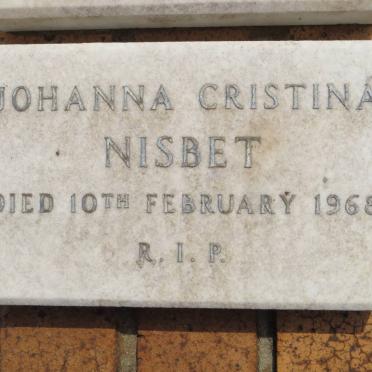 JOHANNA CRISTINA
NISBET
DIED 10TH FEBRUARY 1968
R. I. P.